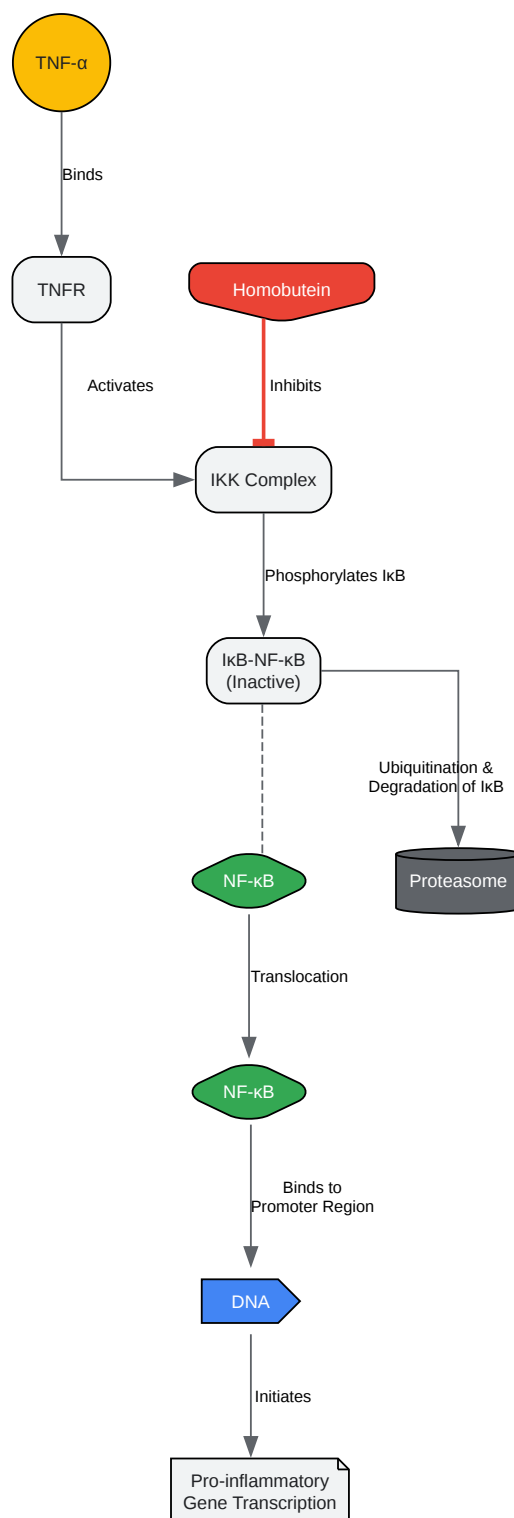 TNF-α
Binds
TNFR
Homobutein
Activates
Inhibits
IKK Complex
Phosphorylates IκB
IκB-NF-κB
(Inactive)
Ubiquitination &
Degradation of IκB
NF-κB
Proteasome
Translocation
NF-κB
Binds to
Promoter Region
DNA
Initiates
Pro-inflammatory
Gene Transcription